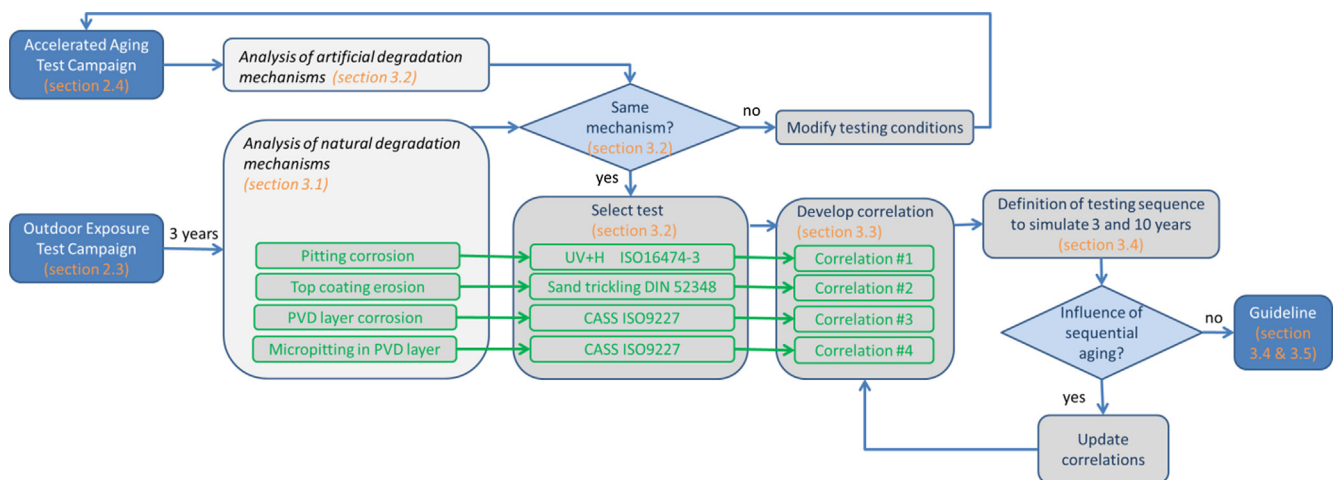 Accelerated Aging
Test Campaign
(section 2.4)
Analysis of artificial degradation
mechanisms (section 3.2)
Same
mechanism?
(section 3.2)
no
Modify testing conditions
yes
Analysis of natural degradation
mechanisms
(section 3.1)
Outdoor Exposure
Test Campaign
(section 2.3)
3 years
Pitting corrosion
Top coating erosion
PVD layer corrosion
Micropitting in PVD layer
Select test
(section 3.2)
UV+H ISO16474-3
Sand trickling DIN 52348
CASS ISO9227
CASS ISO9227
Develop correlation
(section 3.3)
Correlation #1
Correlation #2
Correlation #3
Correlation #4
Definition of testing sequence
to simulate 3 and 10 years
(section 3.4)
Influence of
sequential
aging?
no
Guideline
(section
3.4 & 3.5)
yes
Update
correlations